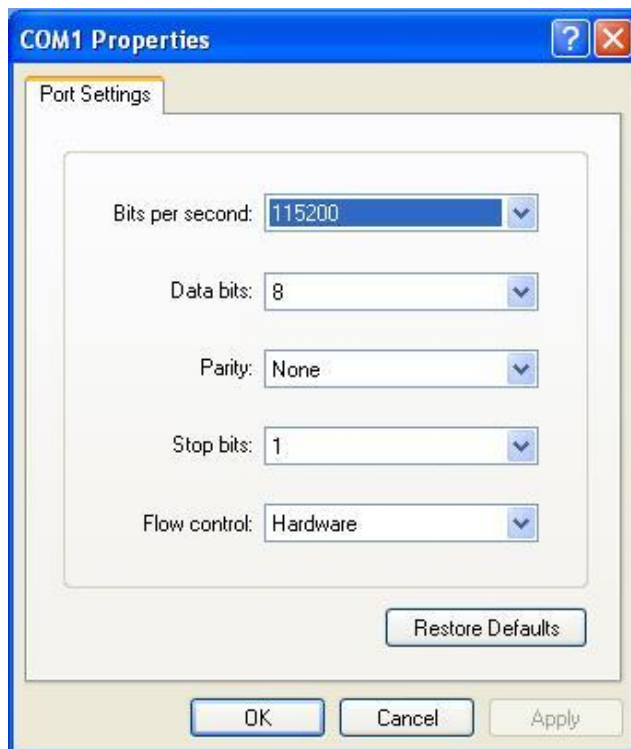 COM1 Properties
Port Settings
Bits per second: 115200
Data bits: 8
Parity: None
Stop bits: 1
Flow control: Hardware
Restore Defaults
OK Cancel Apply